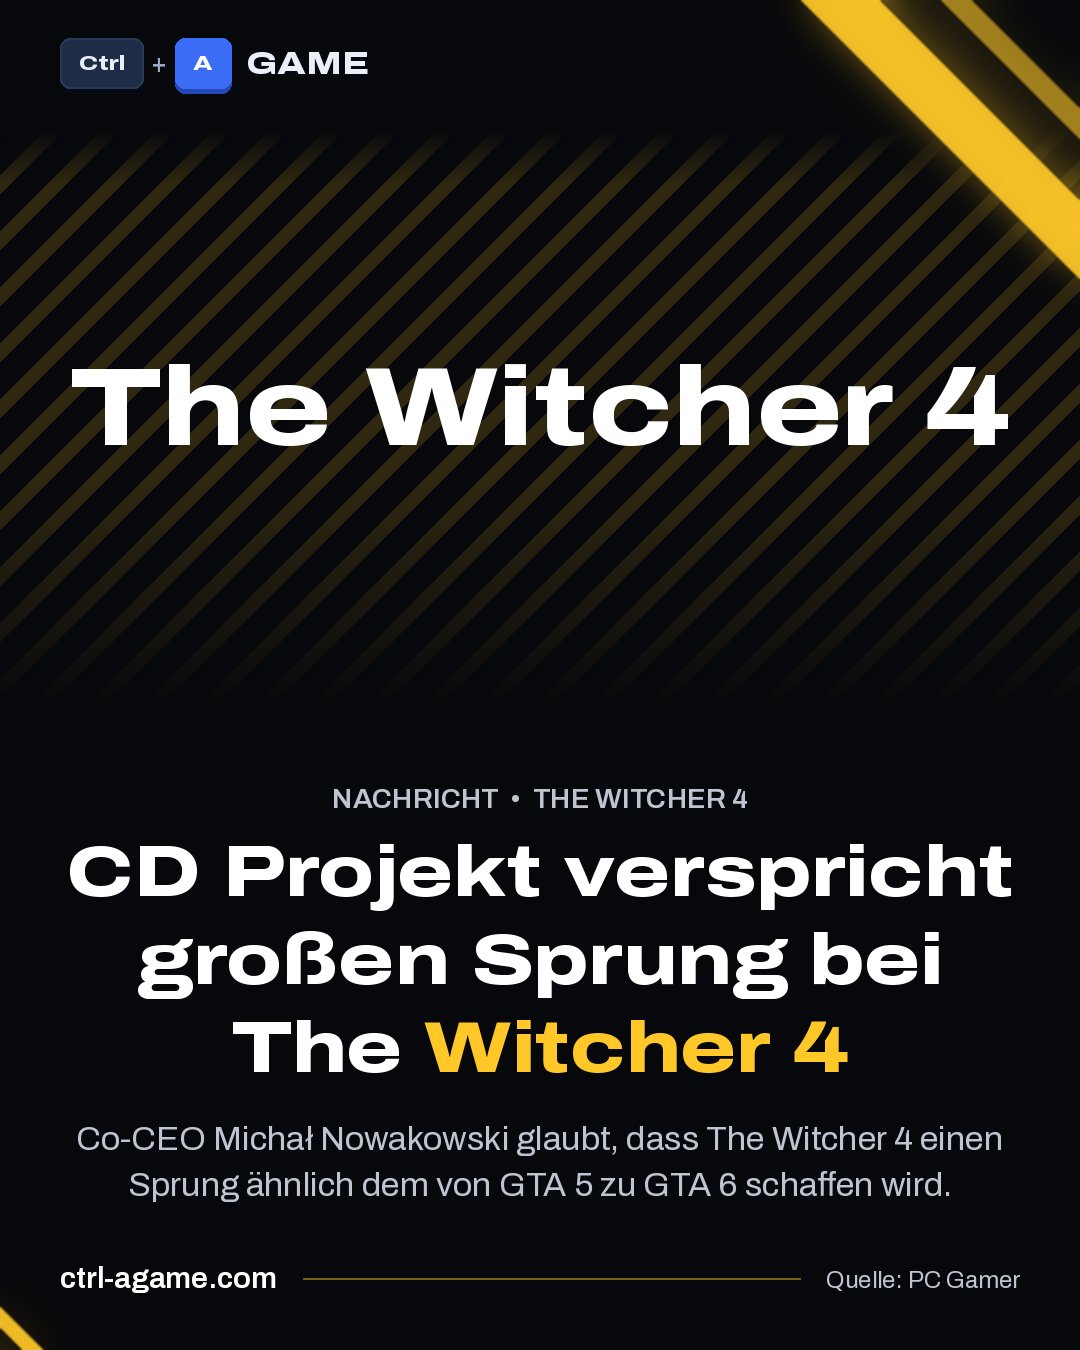 Ctrl + A GAME
The Witcher 4
NACHRICHT • THE WITCHER 4
CD Projekt verspricht
großen Sprung bei
The Witcher 4
Co-CEO Michał Nowakowski glaubt, dass The Witcher 4 einen
Sprung ähnlich dem von GTA 5 zu GTA 6 schaffen wird.
ctrl-agame.com
Quelle: PC Gamer